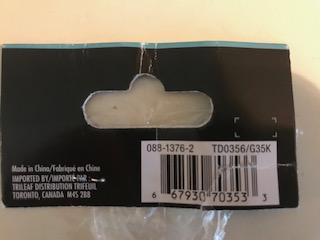 088-1376-2 TD0356/G35K
Made in China/Fabriqué en Chine
IMPORTED BY/IMPORTÉ PAR
TRILEAF DISTRIBUTION TRIFEUIL
TORONTO, CANADA M4S 2B8
6 67930 70353 3